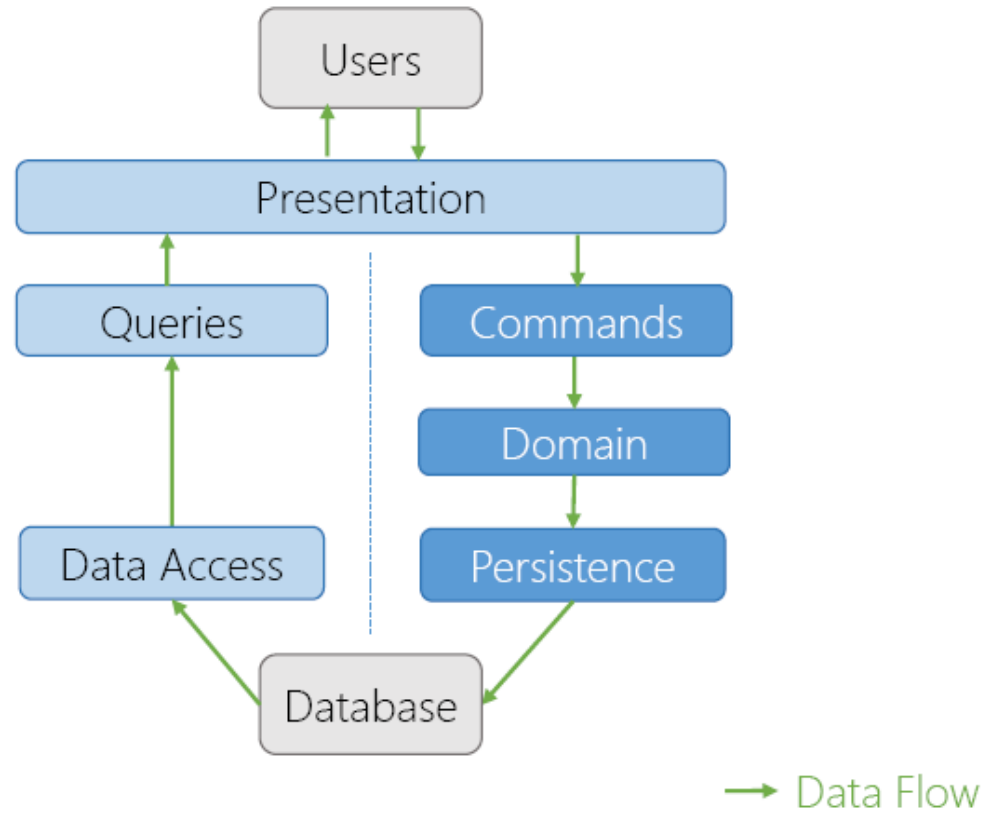 Users
Presentation
Queries
Commands
Domain
Data Access
Persistence
Database
Data Flow